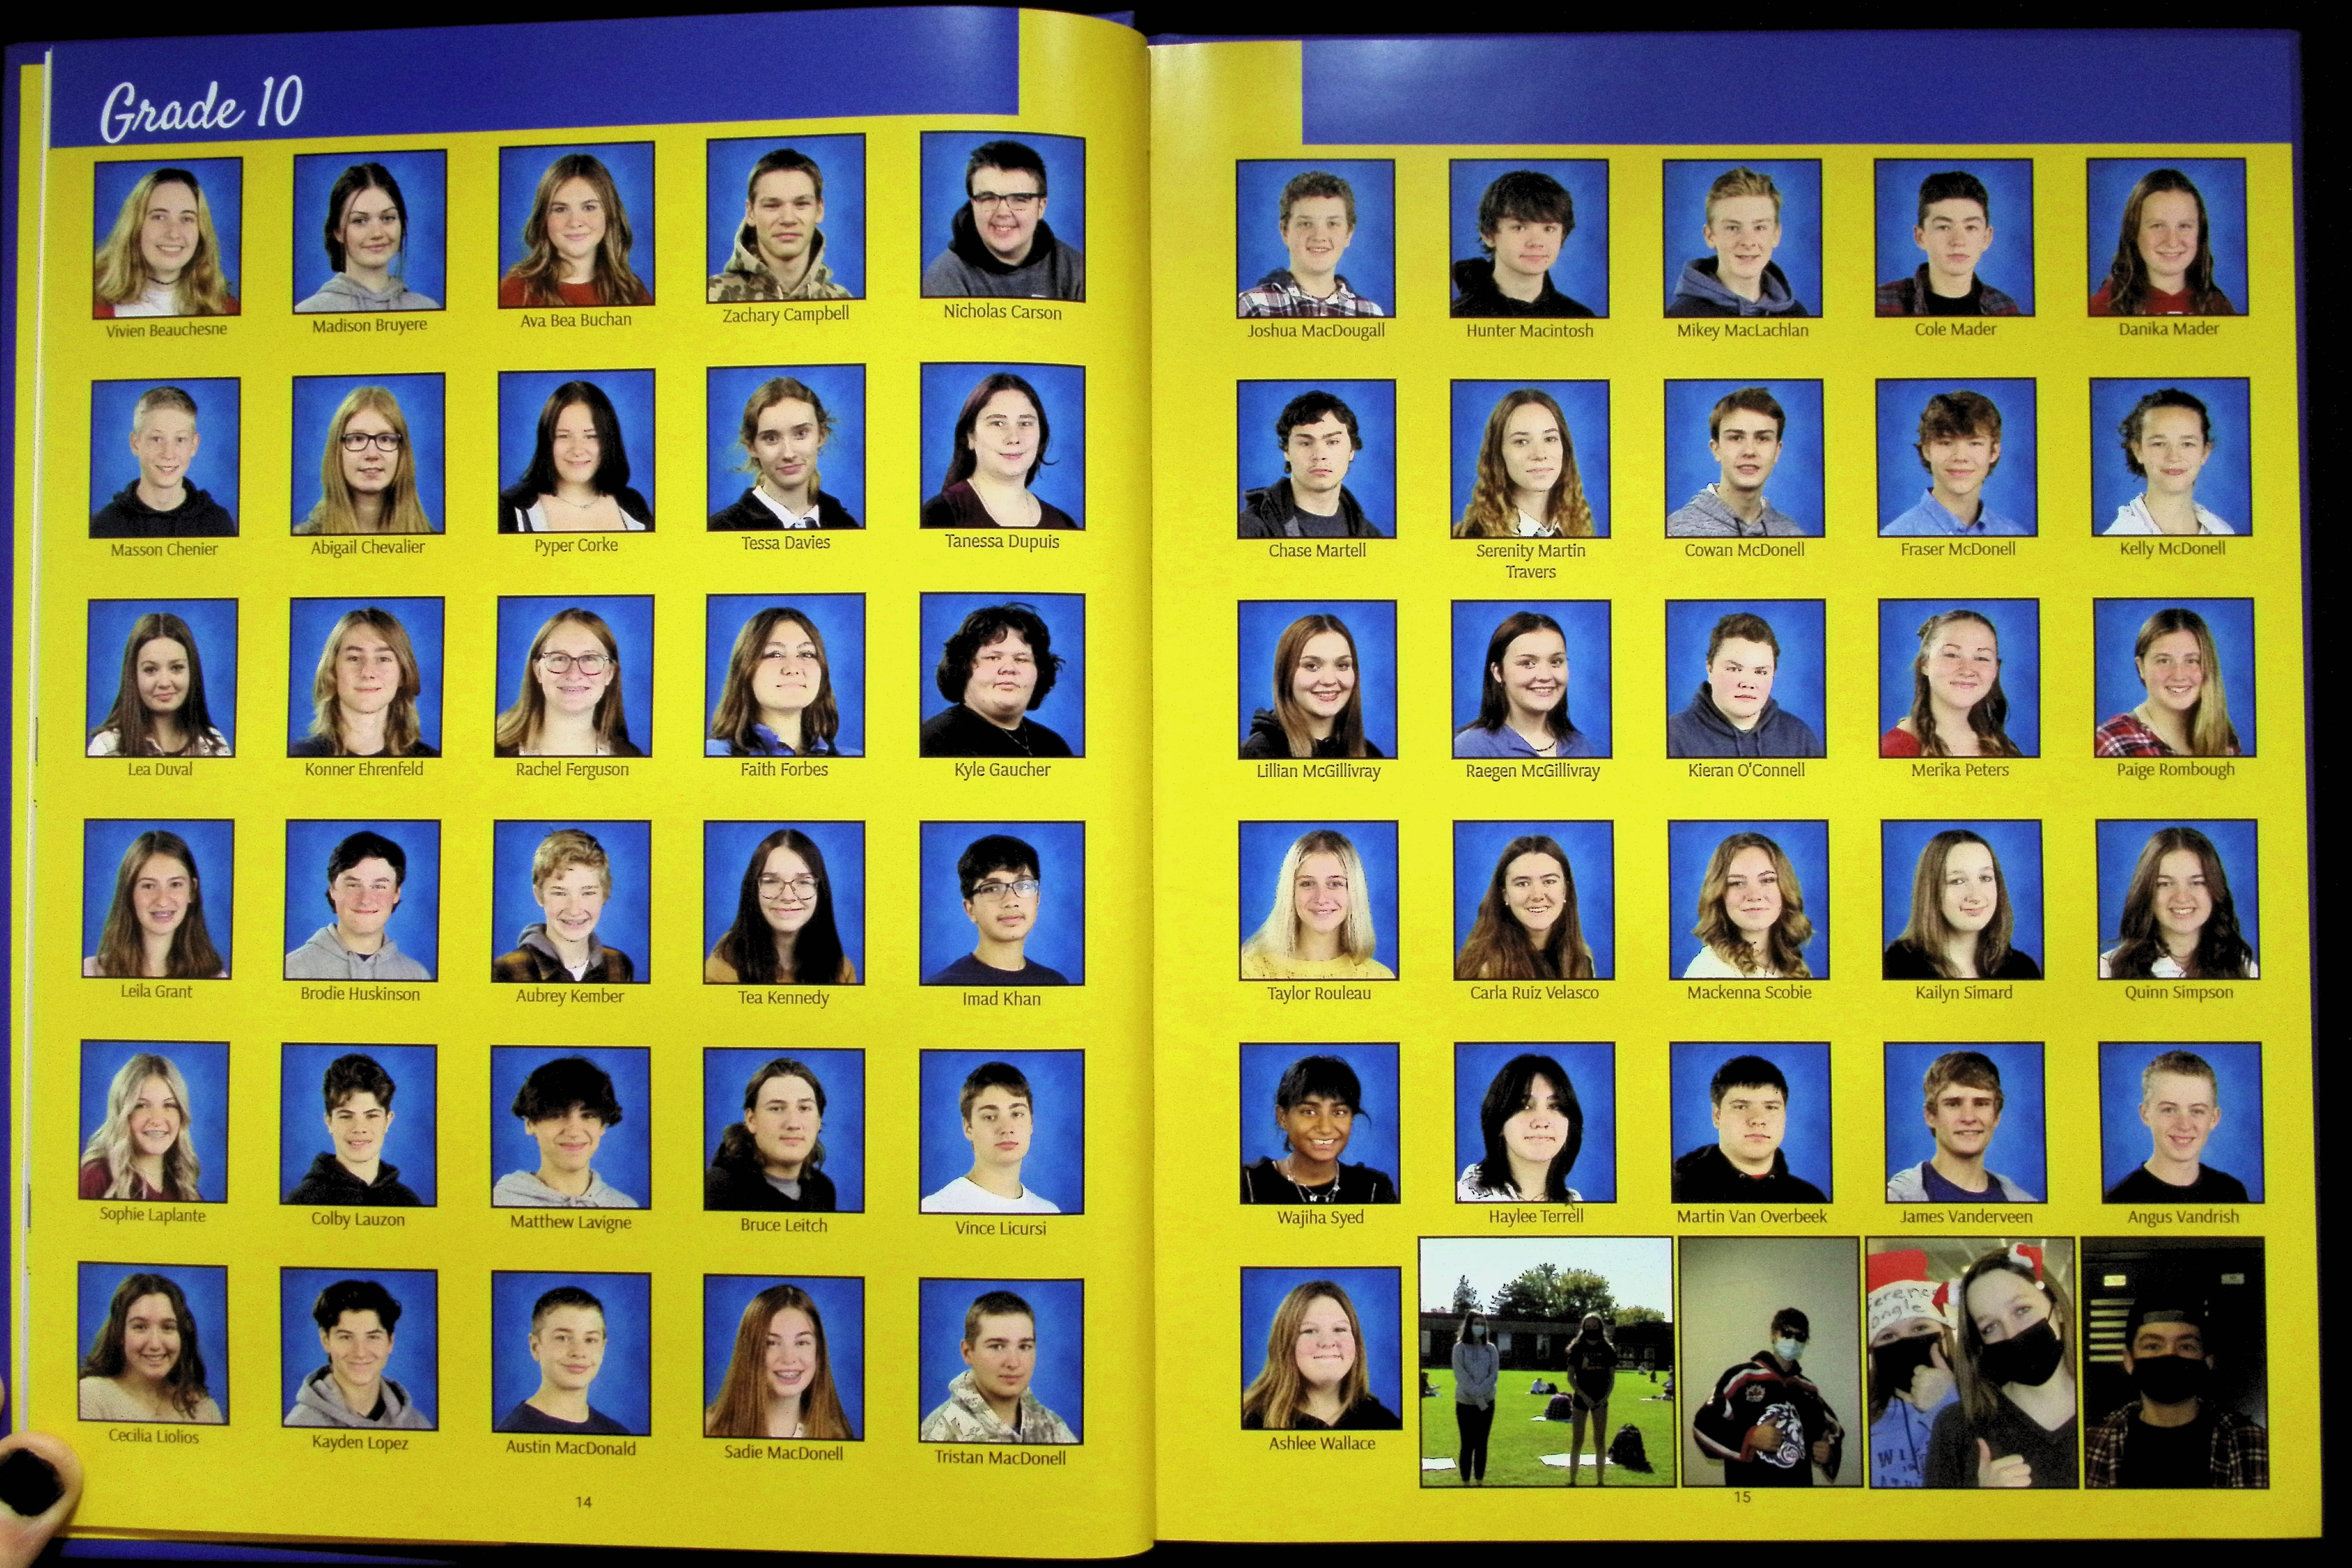 Grade 10
Vivien Beauchesne
Madison Bruyere
Ava Bea Buchan
Zachary Campbell
Nicholas Carson
Masson Chenier
Abigail Chevalier
Pyper Corke
Tessa Davies
Tanessa Dupuis
Lea Duval
Konner Ehrenfeld
Rachel Ferguson
Faith Forbes
Kyle Gaucher
Leila Grant
Brodie Huskinson
Aubrey Kember
Tea Kennedy
Imad Khan
Sophie Laplante
Colby Lauzon
Matthew Lavigne
Bruce Leitch
Vince Licursi
Cecilia Liolios
Kayden Lopez
Austin MacDonald
Sadie MacDonell
Tristan MacDonell
14
Joshua MacDougall
Hunter Macintosh
Mikey MacLachlan
Cole Mader
Danika Mader
Chase Martell
Serenity Martin
Travers
Cowan McDonell
Fraser McDonell
Kelly McDonell
Lillian McGillivray
Raegen McGillivray
Kieran O'Connell
Merika Peters
Paige Rombough
Taylor Rouleau
Carla Ruiz Velasco
Mackenna Scobie
Kailyn Simard
Quinn Simpson
Wajiha Syed
Haylee Terrell
Martin Van Overbeek
James Vanderveen
Angus Vandrish
Ashlee Wallace
15